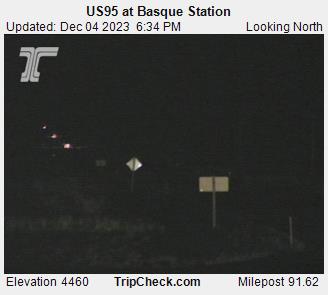 US95 at Basque Station
Updated: Dec 04 2023 6:34 PM Looking North
Elevation 4460 TripCheck.com Milepost 91.62